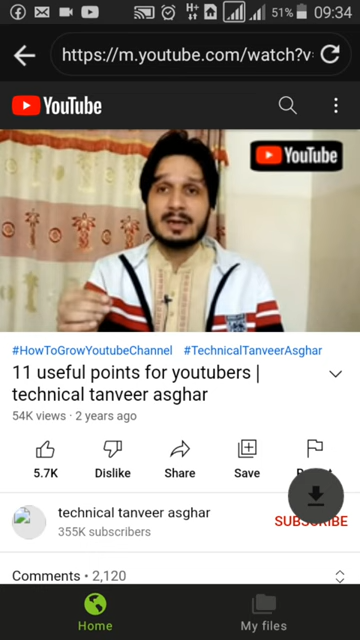 H+
51%
09:34
https://m.youtube.com/watch?v
YouTube
YouTube
#HowToGrowYoutubeChannel #TechnicalTanveerAsghar
11 useful points for youtubers |
technical tanveer asghar
54K views · 2 years ago
5.7K Dislike Share Save
technical tanveer asghar
355K subscribers
SUBSCRIBE
Comments • 2,120
Home My files